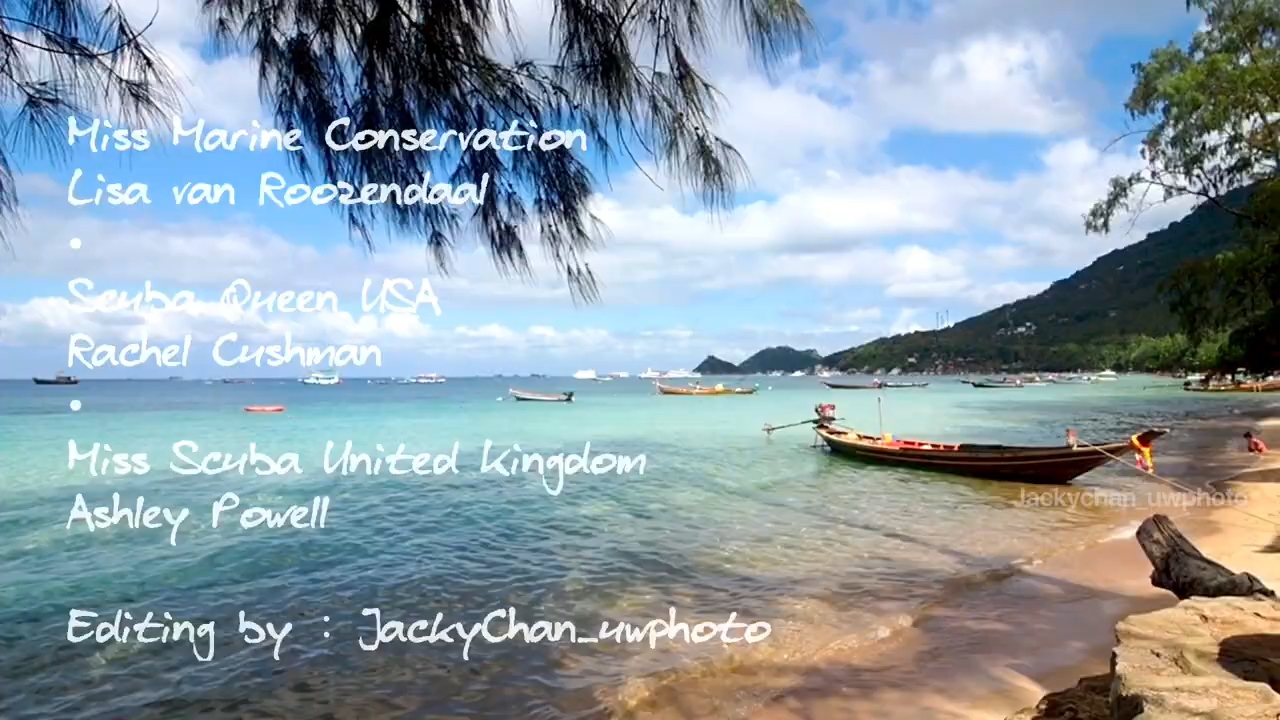 Miss Marine Conservation
Lisa van Roozendaal
•
Scuba Queen USA
Rachel Cushman
•
Miss Scuba United Kingdom
Ashley Powell
Editing by : JackyChan_uwphoto
Jackychan_uwphoto